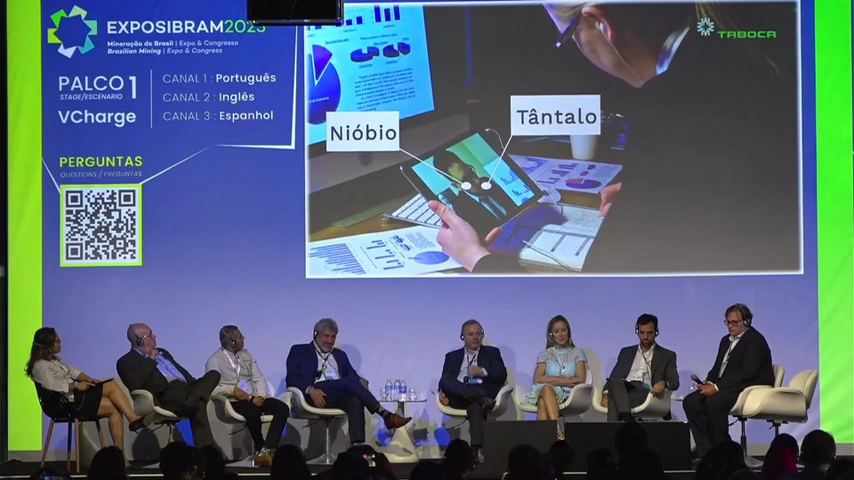 EXPOSIBRAM2023
Mineração do Brasil | Expo & Congresso
Brazilian Mining | Expo & Congress
PALCO 1
STAGE/ESCENARIO
VCharge
CANAL 1 : Português
CANAL 2 : Inglês
CANAL 3 : Espanhol
PERGUNTAS
QUESTIONS / PREGUNTAS
TABOCA
Nióbio
Tântalo